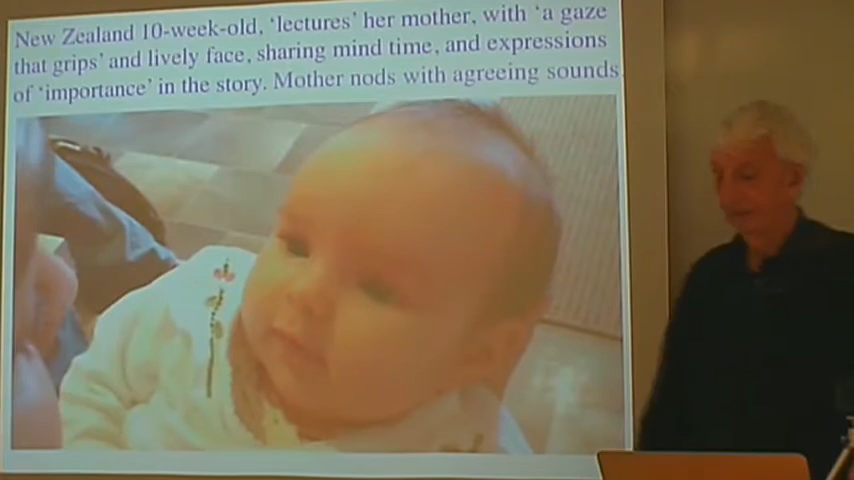 New Zealand 10-week-old, ‘lectures’ her mother, with ‘a gaze
that grips’ and lively face, sharing mind time, and expressions
of ‘importance’ in the story. Mother nods with agreeing sounds.